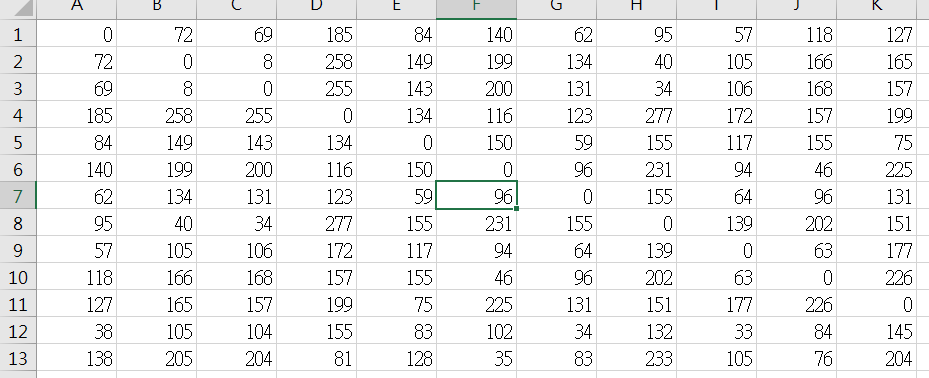 A B C D E F G H I J K
1 0 72 69 185 84 140 62 95 57 118 127
2 72 0 8 258 149 199 134 40 105 166 165
3 69 8 0 255 143 200 131 34 106 168 157
4 185 258 255 0 134 116 123 277 172 157 199
5 84 149 143 134 0 150 59 155 117 155 75
6 140 199 200 116 150 0 96 231 94 46 225
7 62 134 131 123 59 96 0 155 64 96 131
8 95 40 34 277 155 231 155 0 139 202 151
9 57 105 106 172 117 94 64 139 0 63 177
10 118 166 168 157 155 46 96 202 63 0 226
11 127 165 157 199 75 225 131 151 177 226 0
12 38 105 104 155 83 102 34 132 33 84 145
13 138 205 204 81 128 35 83 233 105 76 204